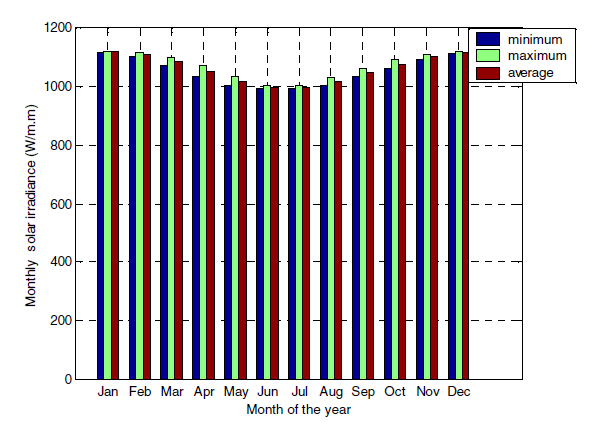 1200
1000
800
600
400
200
0
Monthly solar irradiance (W/m.m)
minimum
maximum
average
Jan Feb Mar Apr May Jun Jul Aug Sep Oct Nov Dec
Month of the year